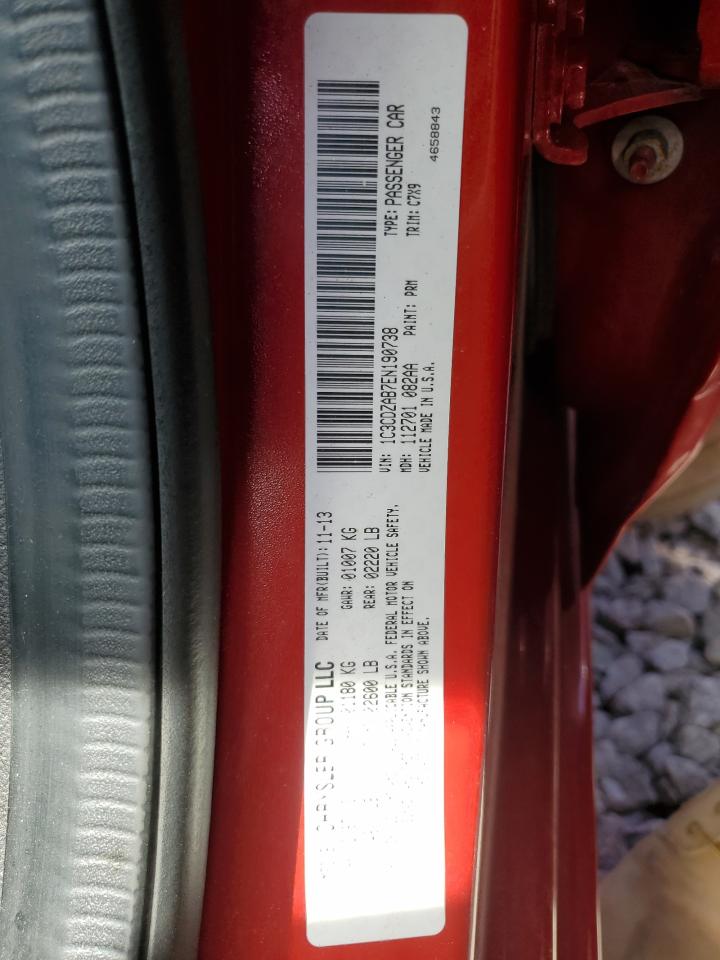 CHRYSLER GROUP LLC DATE OF MFR(BUILT): 11-13
1180 KG GAWR: 01007 KG
2600 LB REAR: 02220 LB
U.S.A. FEDERAL MOTOR VEHICLE SAFETY,
STANDARDS IN EFFECT ON
SHOWN ABOVE.
VIN: 1C3CDZAB7EN190738 TYPE: PASSENGER CAR
MDH: 112701 082AA PAINT: PRM TRIM: C7X9
VEHICLE MADE IN U.S.A.
4658843